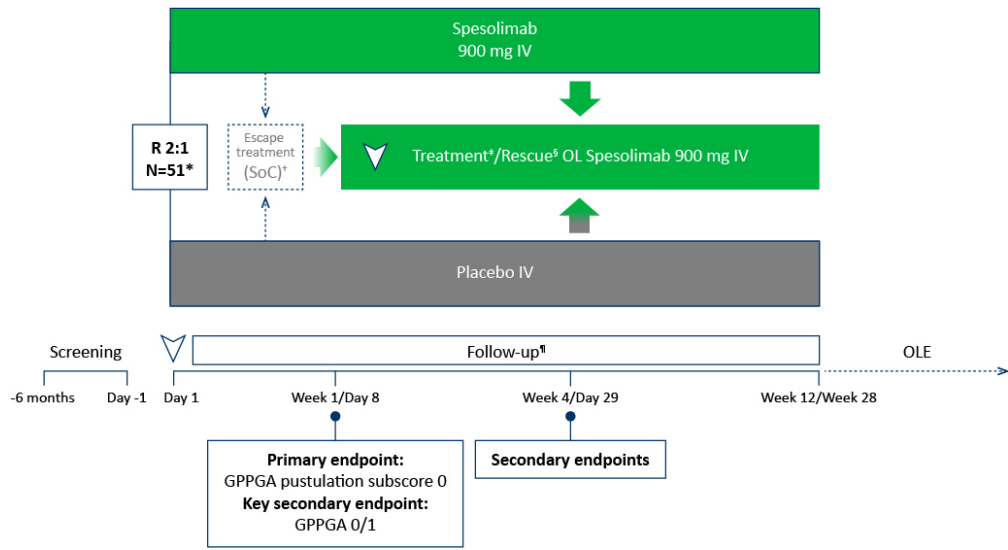 Spesolimab
900 mg IV
R 2:1
N=51*
Escape
treatment
(SoC)⁺
Treatment‡/Rescue§ OL Spesolimab 900 mg IV
Placebo IV
Screening
Follow-up¶
OLE
-6 months
Day -1
Day 1
Week 1/Day 8
Week 4/Day 29
Week 12/Week 28
Primary endpoint:
GPPGA pustulation subscore 0
Key secondary endpoint:
GPPGA 0/1
Secondary endpoints